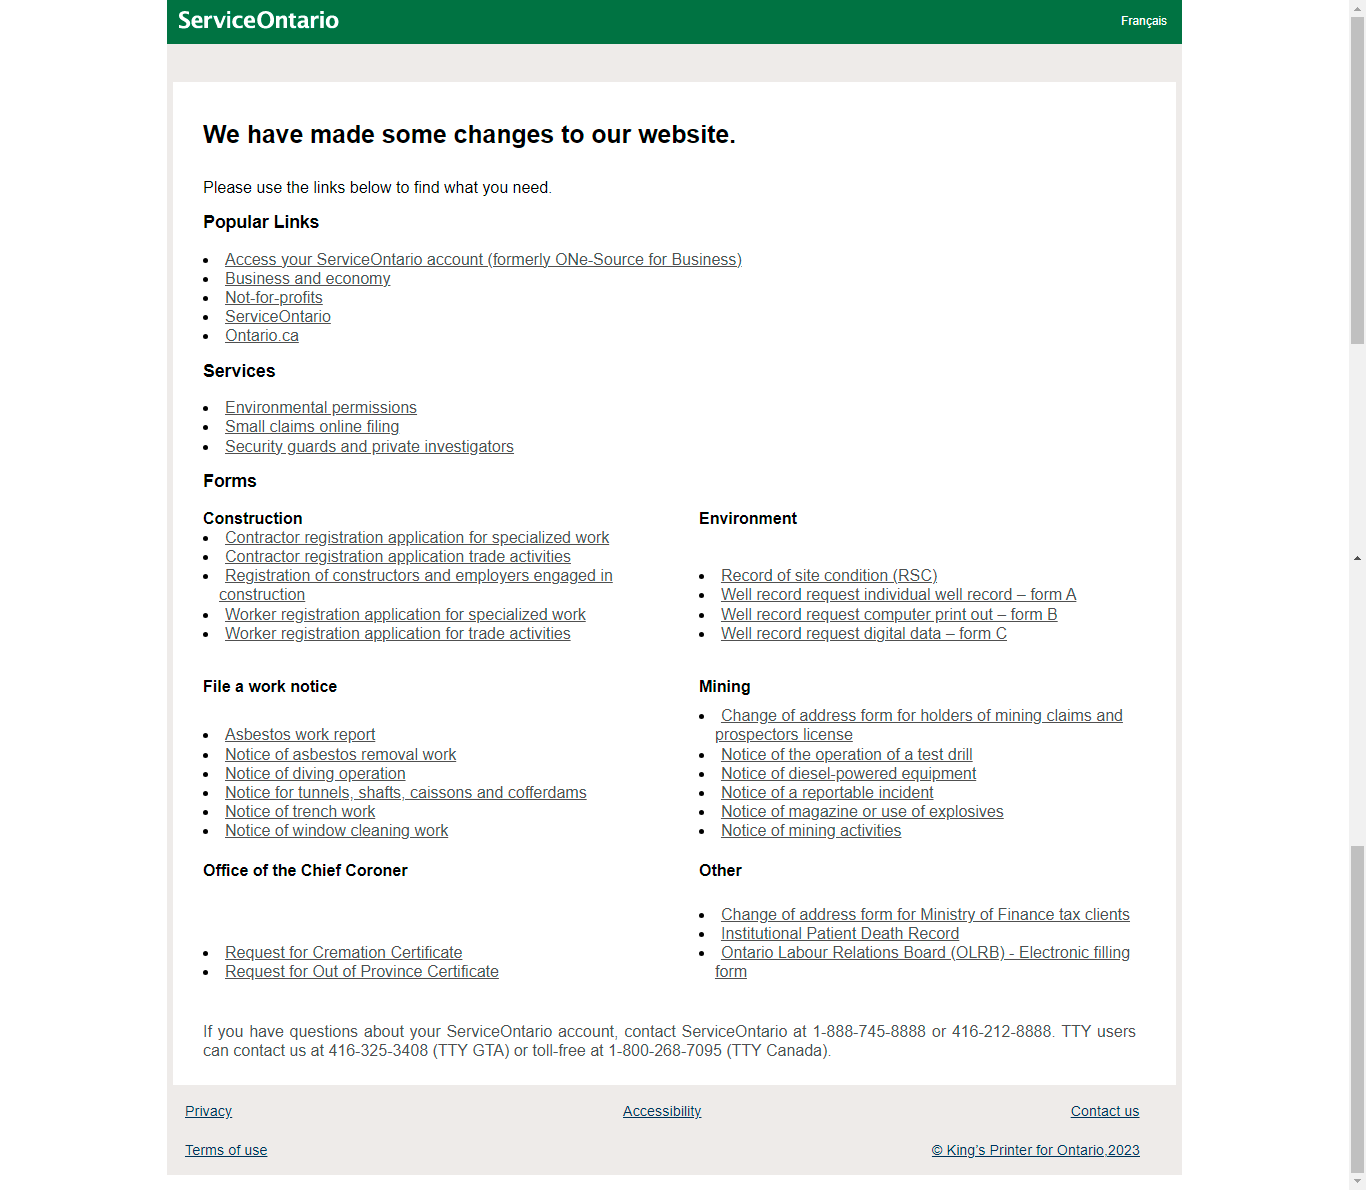 ServiceOntario
Français
We have made some changes to our website.
Please use the links below to find what you need.
Popular Links
Access your ServiceOntario account (formerly ONe-Source for Business)
Business and economy
Not-for-profits
ServiceOntario
Ontario.ca
Services
Environmental permissions
Small claims online filing
Security guards and private investigators
Forms
Construction
Contractor registration application for specialized work
Contractor registration application trade activities
Registration of constructors and employers engaged in
construction
Worker registration application for specialized work
Worker registration application for trade activities
Environment
Record of site condition (RSC)
Well record request individual well record – form A
Well record request computer print out – form B
Well record request digital data – form C
File a work notice
Asbestos work report
Notice of asbestos removal work
Notice of diving operation
Notice for tunnels, shafts, caissons and cofferdams
Notice of trench work
Notice of window cleaning work
Mining
Change of address form for holders of mining claims and
prospectors license
Notice of the operation of a test drill
Notice of diesel-powered equipment
Notice of a reportable incident
Notice of magazine or use of explosives
Notice of mining activities
Office of the Chief Coroner
Request for Cremation Certificate
Request for Out of Province Certificate
Other
Change of address form for Ministry of Finance tax clients
Institutional Patient Death Record
Ontario Labour Relations Board (OLRB) - Electronic filling
form
If you have questions about your ServiceOntario account, contact ServiceOntario at 1-888-745-8888 or 416-212-8888. TTY users
can contact us at 416-325-3408 (TTY GTA) or toll-free at 1-800-268-7095 (TTY Canada).
Privacy
Accessibility
Contact us
Terms of use
© King's Printer for Ontario,2023